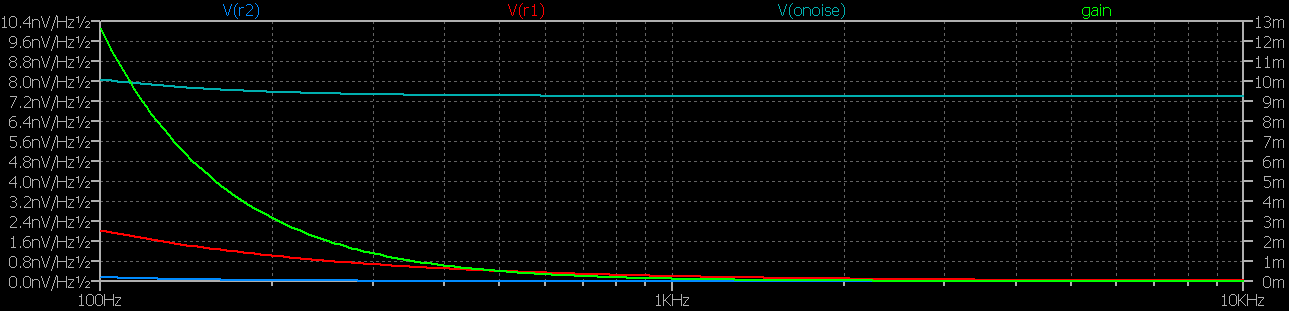 V(r2) V(r1) V(onoise) gain
10.4nV/Hz½ 13m
9.6nV/Hz½ 12m
8.8nV/Hz½ 11m
8.0nV/Hz½ 10m
7.2nV/Hz½ 9m
6.4nV/Hz½ 8m
5.6nV/Hz½ 7m
4.8nV/Hz½ 6m
4.0nV/Hz½ 5m
3.2nV/Hz½ 4m
2.4nV/Hz½ 3m
1.6nV/Hz½ 2m
0.8nV/Hz½ 1m
0.0nV/Hz½ 0m
100Hz 1KHz 10KHz